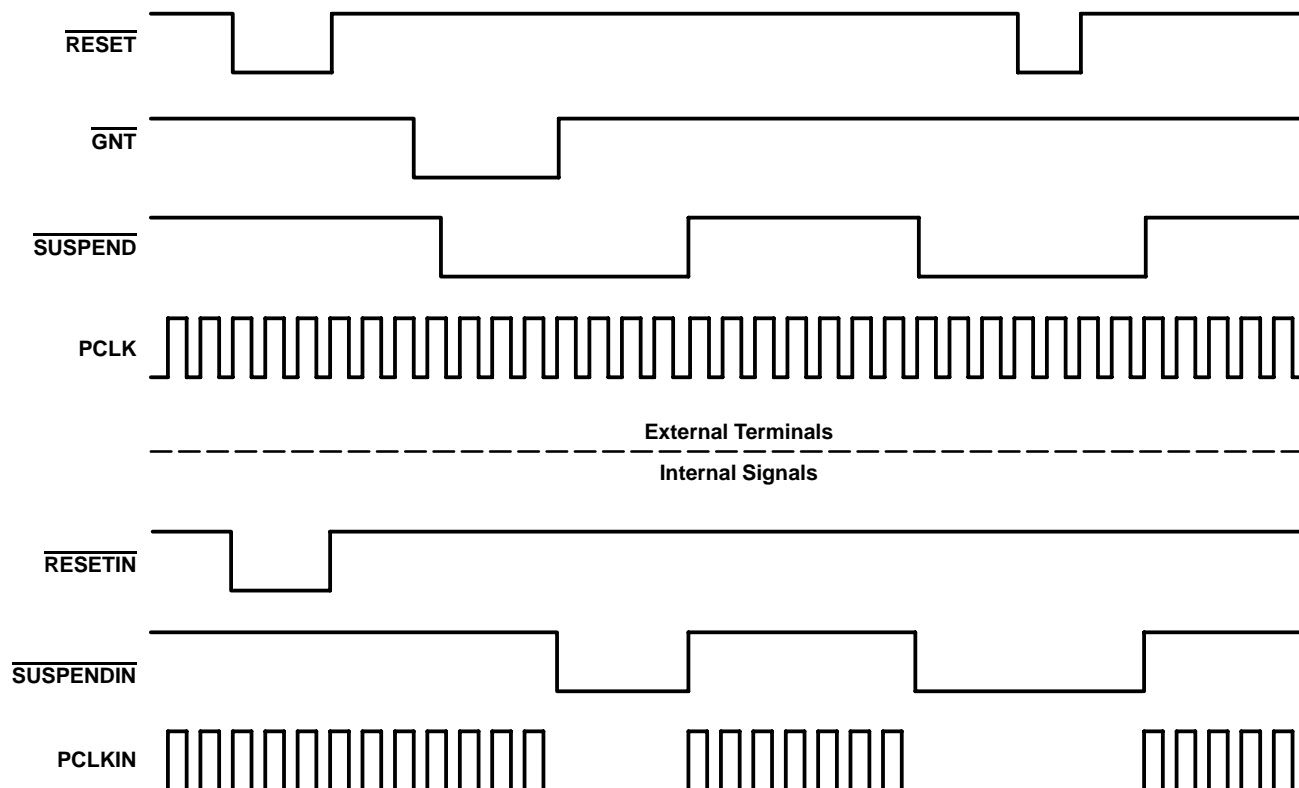 RESET
GNT
SUSPEND
PCLK
External Terminals
Internal Signals
RESETIN
SUSPENDIN
PCLKIN